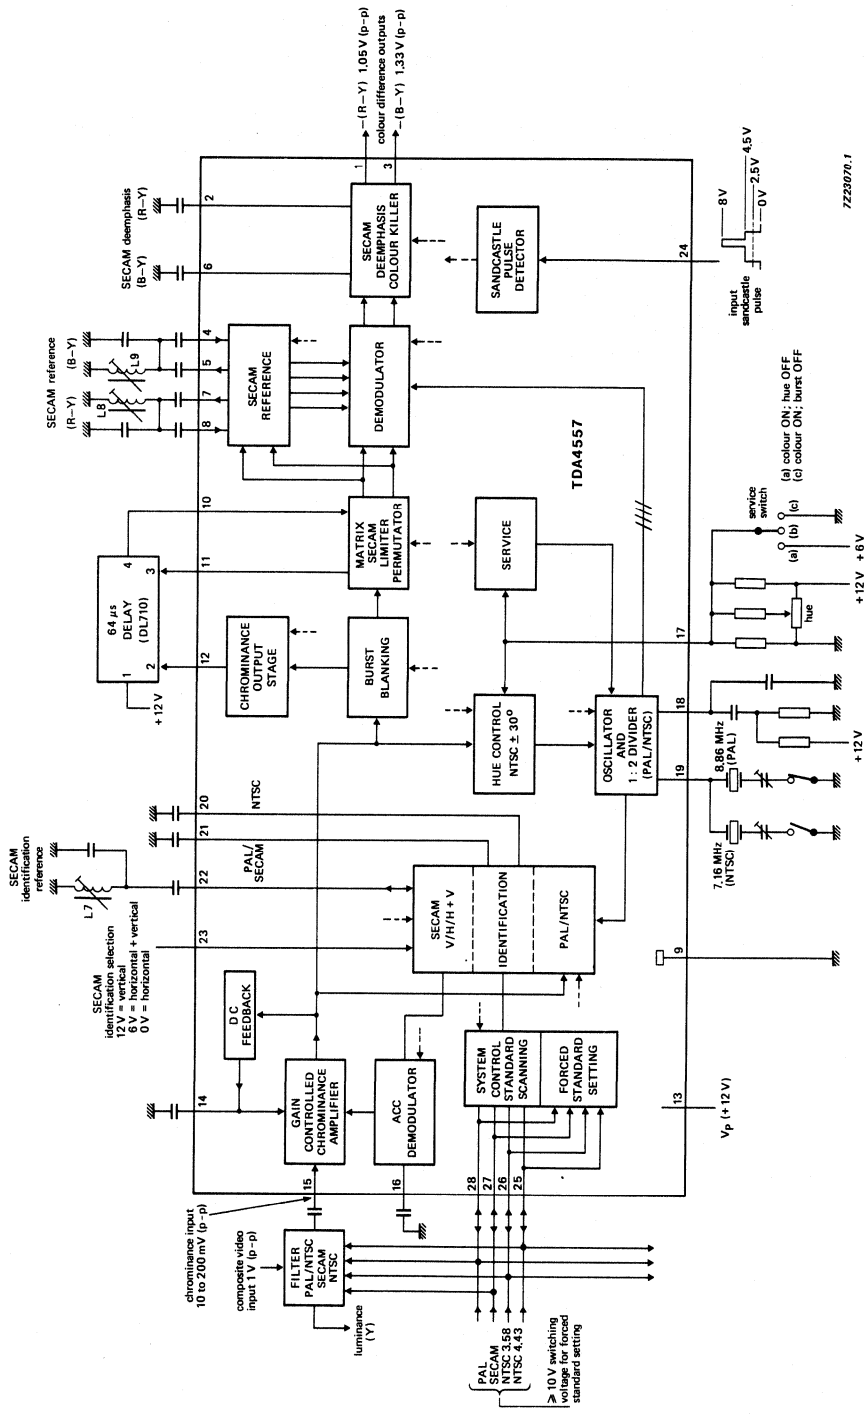 SECAM
identification selection
12 V = vertical
6 V = horizontal + vertical
0 V = horizontal
SECAM
identification
reference
L7
+12 V
1
4
64 µs
DELAY
(DL710)
2
3
SECAM reference
(R–Y)
(B–Y)
L8
L9
SECAM deemphasis
(B–Y)
(R–Y)
14
23
22
21
20
12
11
10
8
7
5
4
6
2
PAL/
SECAM
NTSC
chrominance input
10 to 200 mV (p-p)
composite video
input 1 V (p-p)
FILTER
PAL/NTSC
SECAM
NTSC
luminance
(Y)
15
GAIN
CONTROLLED
CHROMINANCE
AMPLIFIER
D C
FEEDBACK
CHROMINANCE
OUTPUT
STAGE
SECAM
REFERENCE
16
ACC
DEMODULATOR
BURST
BLANKING
MATRIX
SECAM
LIMITER
PERMUTATOR
DEMODULATOR
SECAM
DEEMPHASIS
COLOUR KILLER
1
–(R–Y) 1,05 V (p–p)
colour difference outputs
3
–(B–Y) 1,33 V (p–p)
SECAM
V/H/H + V
IDENTIFICATION
PAL/NTSC
HUE CONTROL
NTSC ± 30°
SERVICE
SANDCASTLE
PULSE
DETECTOR
PAL
SECAM
NTSC 3,58
NTSC 4,43
⩾ 10 V switching
voltage for forced
standard setting
28
27
26
25
SYSTEM
CONTROL
STANDARD
SCANNING
FORCED
STANDARD
SETTING
OSCILLATOR
AND
1 : 2 DIVIDER
(PAL/NTSC)
TDA4557
13
Vp (+ 12 V)
9
19
18
17
24
7,16 MHz
(NTSC)
8,86 MHz
(PAL)
+12 V
hue
+12 V
+6 V
service
switch
(a)
(b)
(c)
(a) colour ON; hue OFF
(c) colour ON; burst OFF
input
sandcastle
pulse
8 V
4,5 V
2,5 V
0 V
7Z23070.1